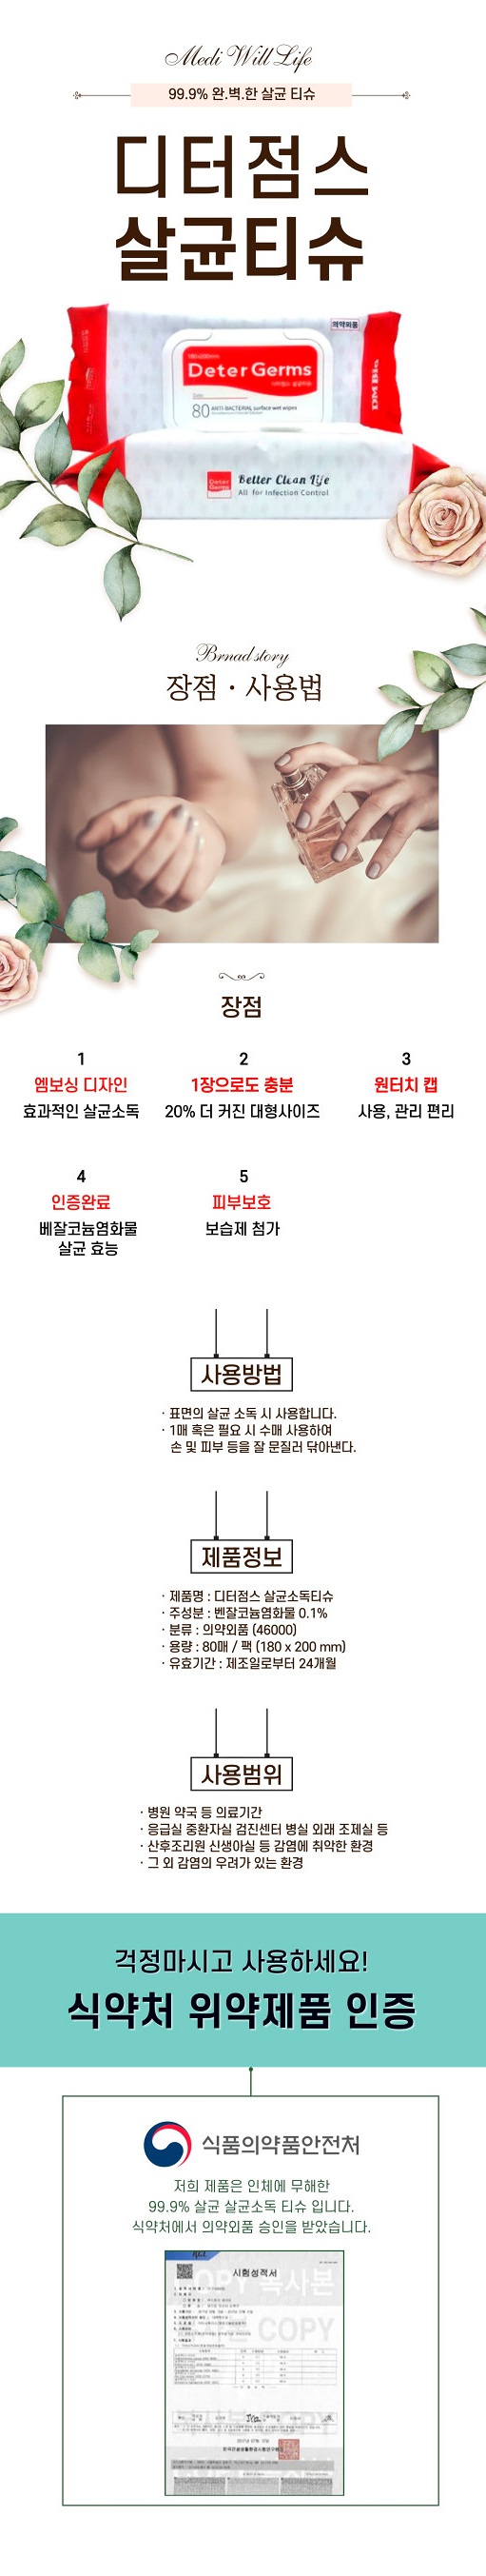 Medi Will Life
99.9% 완.벽.한 살균 티슈
디터점스
살균티슈
의약외품
180x200mm
Deter Germs
디터점스 살균티슈
80 ANTI-BACTERIAL surface wet wipes
DM Bio
Deter Germs
Better Clean Life
All for Infection Control
Brnad story
장점 · 사용법
장점
1
엠보싱 디자인
효과적인 살균소독
2
1장으로도 충분
20% 더 커진 대형사이즈
3
원터치 캡
사용, 관리 편리
4
인증완료
베잘코늄염화물
살균 효능
5
피부보호
보습제 첨가
사용방법
· 표면의 살균 소독 시 사용합니다.
· 1매 혹은 필요 시 수매 사용하여
손 및 피부 등을 잘 문질러 닦아낸다.
제품정보
· 제품명 : 디터점스 살균소독티슈
· 주성분 : 벤잘코늄염화물 0.1%
· 분류 : 의약외품 (46000)
· 용량 : 80매 / 팩 (180 x 200 mm)
· 유효기간 : 제조일로부터 24개월
사용범위
· 병원 약국 등 의료기간
· 응급실 중환자실 검진센터 병실 외래 조제실 등
· 산후조리원 신생아실 등 감염에 취약한 환경
· 그 외 감염의 우려가 있는 환경
걱정마시고 사용하세요!
식약처 위약제품 인증
식품의약품안전처
저희 제품은 인체에 무해한
99.9% 살균 살균소독 티슈 입니다.
식약처에서 의약외품 승인을 받았습니다.
시험성적서
COPY 복사본
COPY